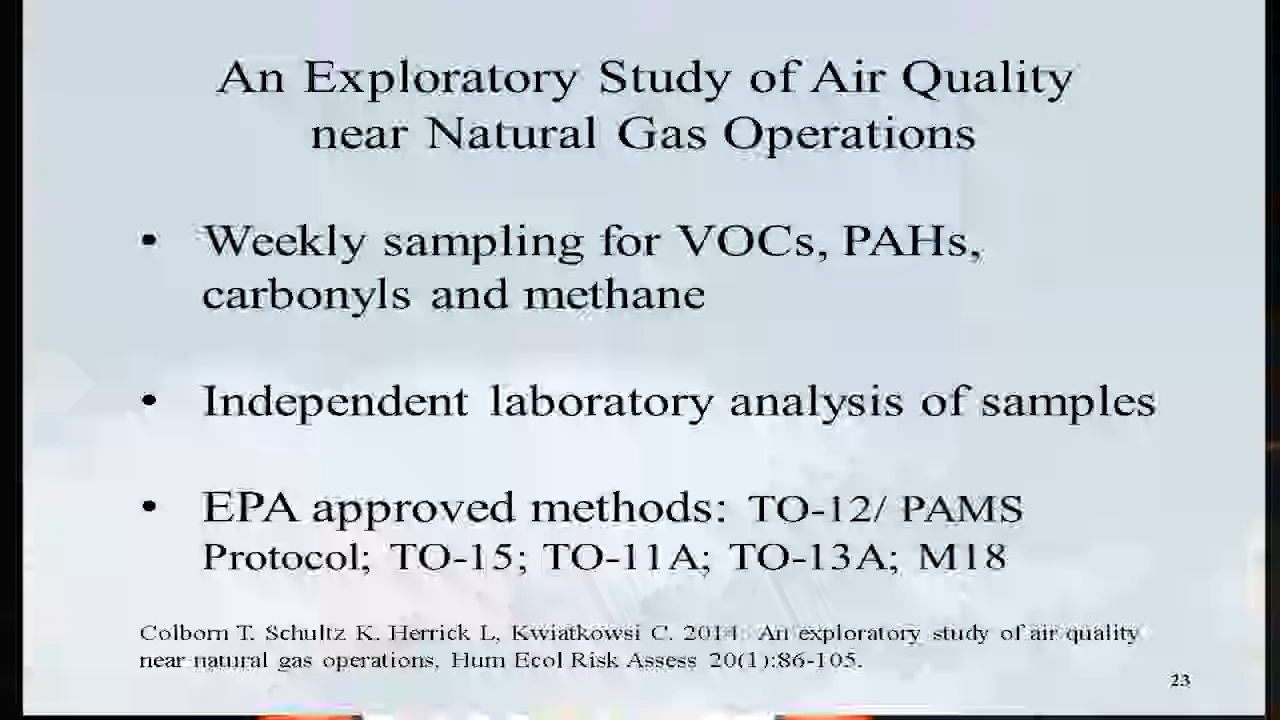 An Exploratory Study of Air Quality
near Natural Gas Operations
• Weekly sampling for VOCs, PAHs,
carbonyls and methane
• Independent laboratory analysis of samples
• EPA approved methods: TO-12/ PAMS
Protocol; TO-15; TO-11A; TO-13A; M18
Colborn T. Schultz K. Herrick L, Kwiatkowsi C. 2014. An exploratory study of air quality
near natural gas operations, Hum Ecol Risk Assess 20(1):86-105.
23